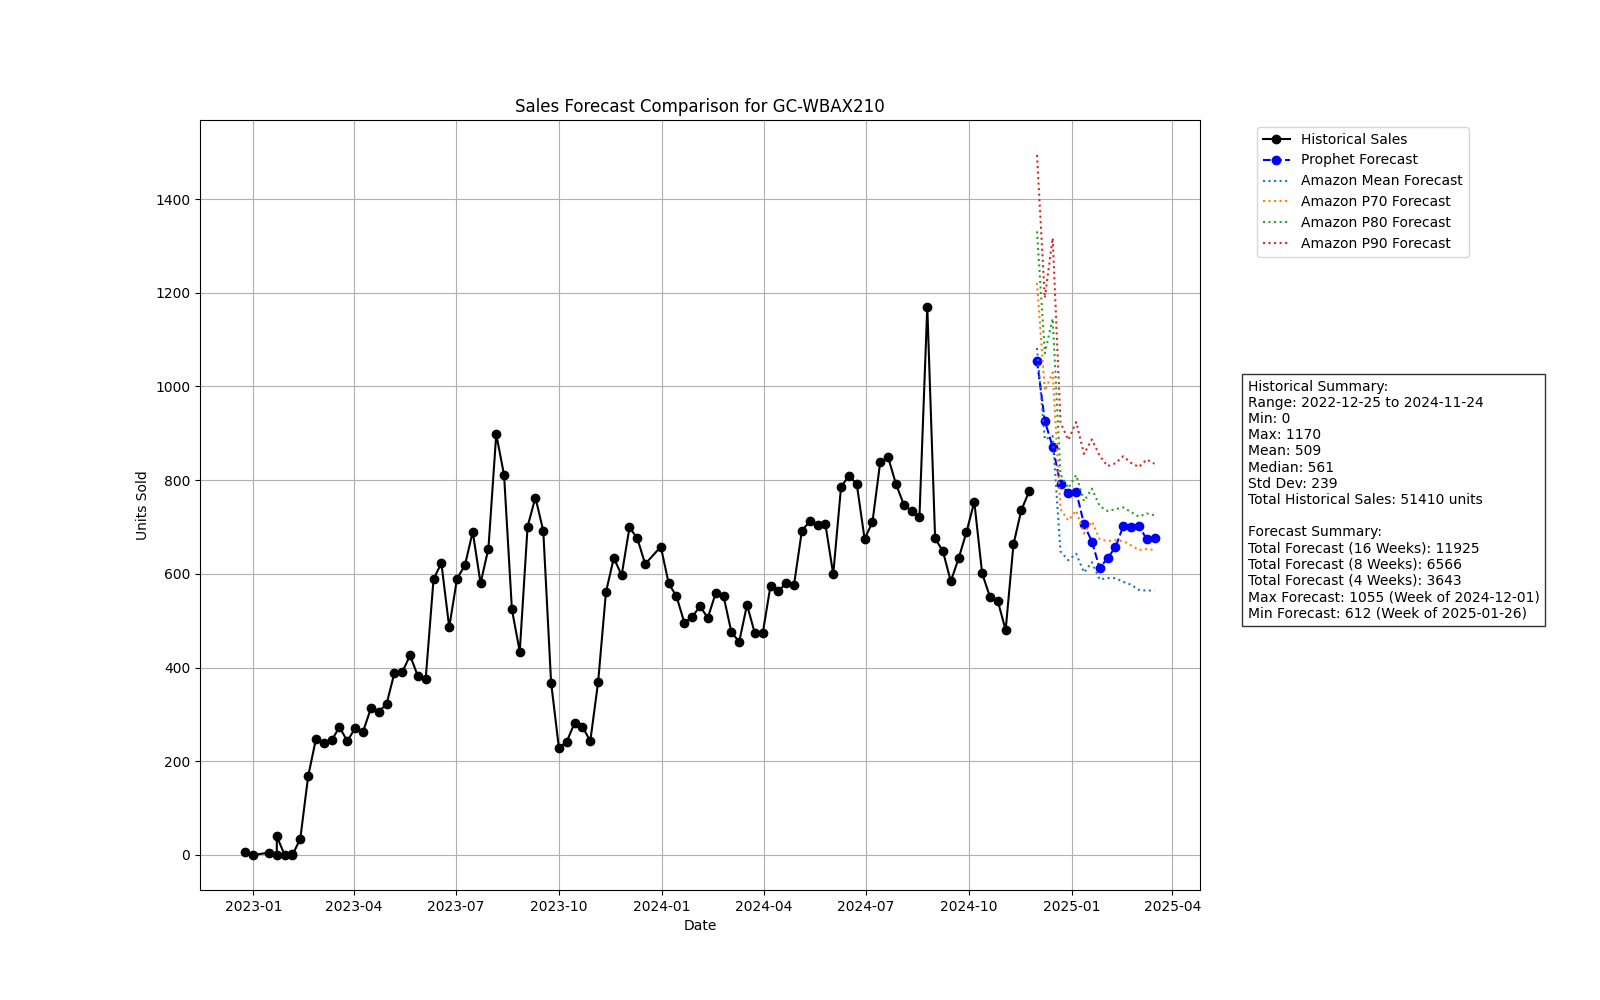 Sales Forecast Comparison for GC-WBAX210
Units Sold
1400
1200
1000
800
600
400
200
0
2023-01
2023-04
2023-07
2023-10
2024-01
2024-04
2024-07
2024-10
2025-01
2025-04
Date
Historical Sales
Prophet Forecast
Amazon Mean Forecast
Amazon P70 Forecast
Amazon P80 Forecast
Amazon P90 Forecast
Historical Summary:
Range: 2022-12-25 to 2024-11-24
Min: 0
Max: 1170
Mean: 509
Median: 561
Std Dev: 239
Total Historical Sales: 51410 units
Forecast Summary:
Total Forecast (16 Weeks): 11925
Total Forecast (8 Weeks): 6566
Total Forecast (4 Weeks): 3643
Max Forecast: 1055 (Week of 2024-12-01)
Min Forecast: 612 (Week of 2025-01-26)